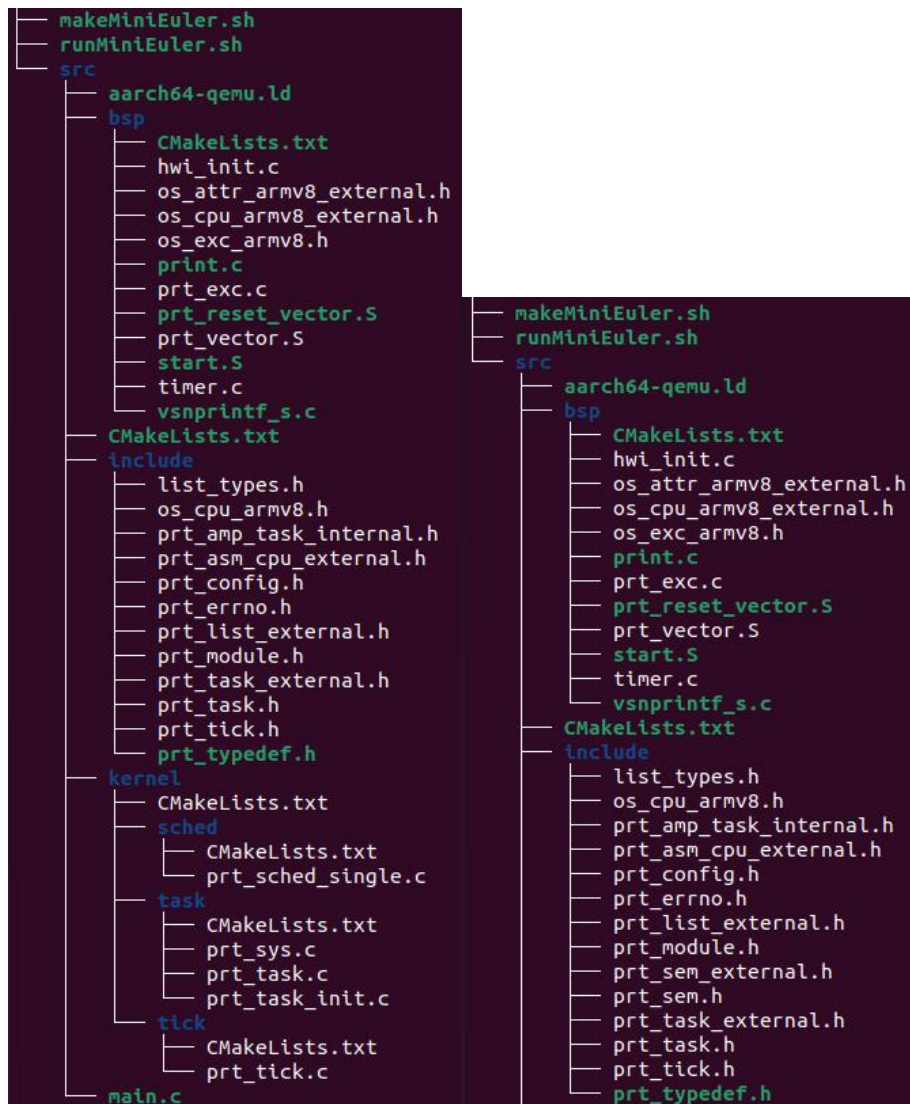 makeMiniEuler.sh
runMiniEuler.sh
src
aarch64-qemu.ld
bsp
CMakeLists.txt
hwi_init.c
os_attr_armv8_external.h
os_cpu_armv8_external.h
os_exc_armv8.h
print.c
prt_exc.c
prt_reset_vector.S
prt_vector.S
start.S
timer.c
vsnprintf_s.c
CMakeLists.txt
include
list_types.h
os_cpu_armv8.h
prt_amp_task_internal.h
prt_asm_cpu_external.h
prt_config.h
prt_errno.h
prt_list_external.h
prt_module.h
prt_task_external.h
prt_task.h
prt_tick.h
prt_typedef.h
kernel
CMakeLists.txt
sched
CMakeLists.txt
prt_sched_single.c
task
CMakeLists.txt
prt_sys.c
prt_task.c
prt_task_init.c
tick
CMakeLists.txt
prt_tick.c
main.c
makeMiniEuler.sh
runMiniEuler.sh
src
aarch64-qemu.ld
bsp
CMakeLists.txt
hwi_init.c
os_attr_armv8_external.h
os_cpu_armv8_external.h
os_exc_armv8.h
print.c
prt_exc.c
prt_reset_vector.S
prt_vector.S
start.S
timer.c
vsnprintf_s.c
CMakeLists.txt
include
list_types.h
os_cpu_armv8.h
prt_amp_task_internal.h
prt_asm_cpu_external.h
prt_config.h
prt_errno.h
prt_list_external.h
prt_module.h
prt_sem_external.h
prt_sem.h
prt_task_external.h
prt_task.h
prt_tick.h
prt_typedef.h